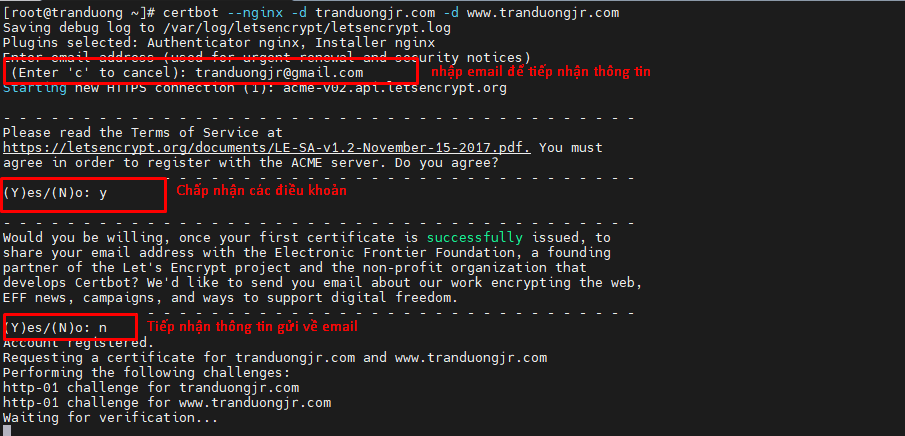 [root@tranduong ~]# certbot --nginx -d tranduongjr.com -d www.tranduongjr.com
Saving debug log to /var/log/letsencrypt/letsencrypt.log
Plugins selected: Authenticator nginx, Installer nginx
Enter email address (used for urgent renewal and security notices)
(Enter 'c' to cancel): tranduongjr@gmail.com nhập email để tiếp nhận thông tin
Starting new HTTPS connection (1): acme-v02.api.letsencrypt.org
- - - - - - - - - - - - - - - - - - - - - - - - - - - - - - - - - - - - - - - -
Please read the Terms of Service at
https://letsencrypt.org/documents/LE-SA-v1.2-November-15-2017.pdf. You must
agree in order to register with the ACME server. Do you agree?
- - - - - - - - - - - - - - - - - - - - - - - - - - - - - - - - - - - - - - - -
(Y)es/(N)o: y Chấp nhận các điều khoản
- - - - - - - - - - - - - - - - - - - - - - - - - - - - - - - - - - - - - - - -
Would you be willing, once your first certificate is successfully issued, to
share your email address with the Electronic Frontier Foundation, a founding
partner of the Let's Encrypt project and the non-profit organization that
develops Certbot? We'd like to send you email about our work encrypting the web,
EFF news, campaigns, and ways to support digital freedom.
- - - - - - - - - - - - - - - - - - - - - - - - - - - - - - - - - - - - - - - -
(Y)es/(N)o: n Tiếp nhận thông tin gửi về email
Account registered.
Requesting a certificate for tranduongjr.com and www.tranduongjr.com
Performing the following challenges:
http-01 challenge for tranduongjr.com
http-01 challenge for www.tranduongjr.com
Waiting for verification...